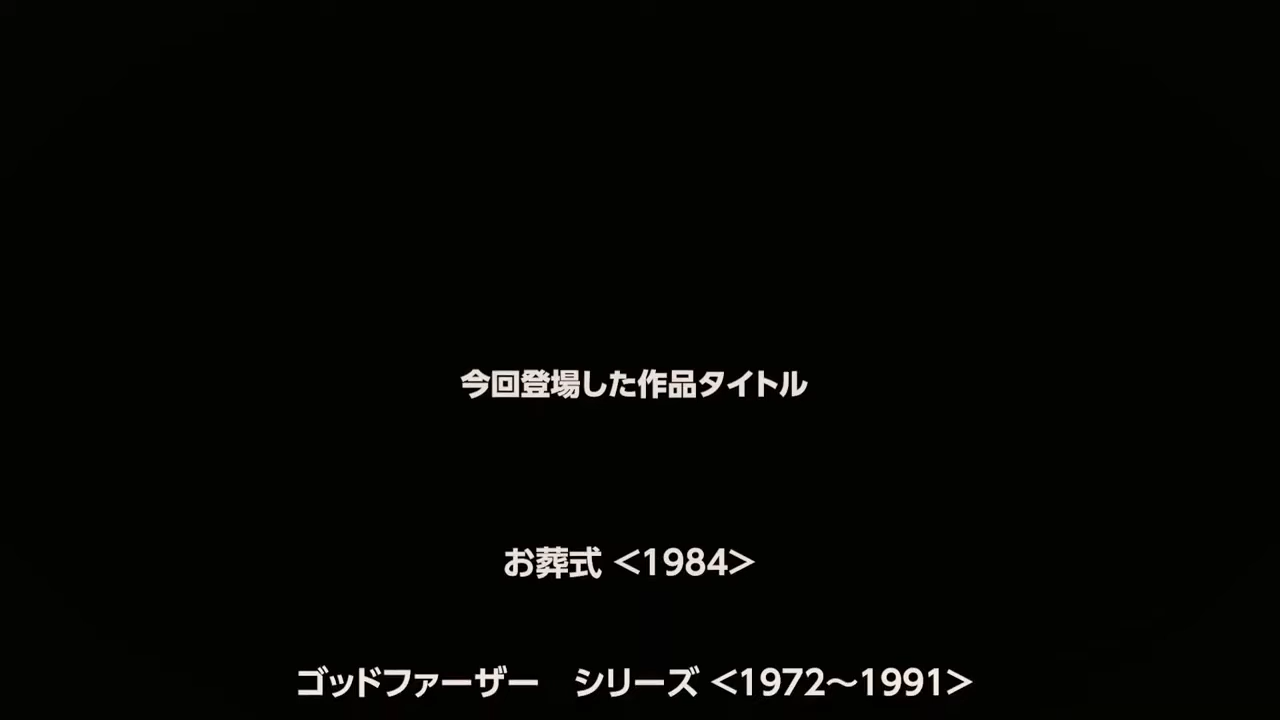 今回登場した作品タイトル
お葬式 <1984>
ゴッドファーザー　シリーズ <1972～1991>